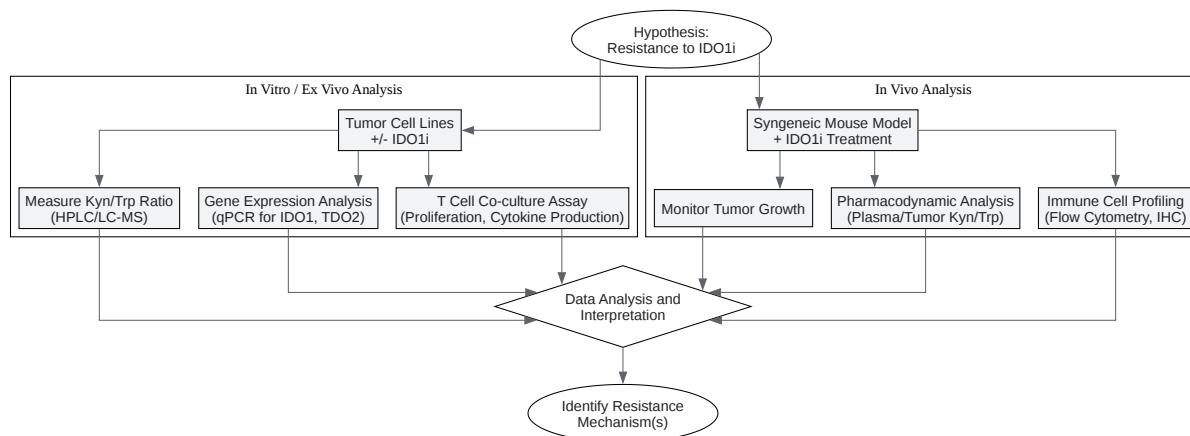 Hypothesis:
Resistance to IDO1i
In Vitro / Ex Vivo Analysis
Tumor Cell Lines
+/- IDO1i
Measure Kyn/Trp Ratio
(HPLC/LC-MS)
Gene Expression Analysis
(qPCR for IDO1, TDO2)
T Cell Co-culture Assay
(Proliferation, Cytokine Production)
In Vivo Analysis
Syngeneic Mouse Model
+ IDO1i Treatment
Monitor Tumor Growth
Pharmacodynamic Analysis
(Plasma/Tumor Kyn/Trp)
Immune Cell Profiling
(Flow Cytometry, IHC)
Data Analysis and
Interpretation
Identify Resistance
Mechanism(s)